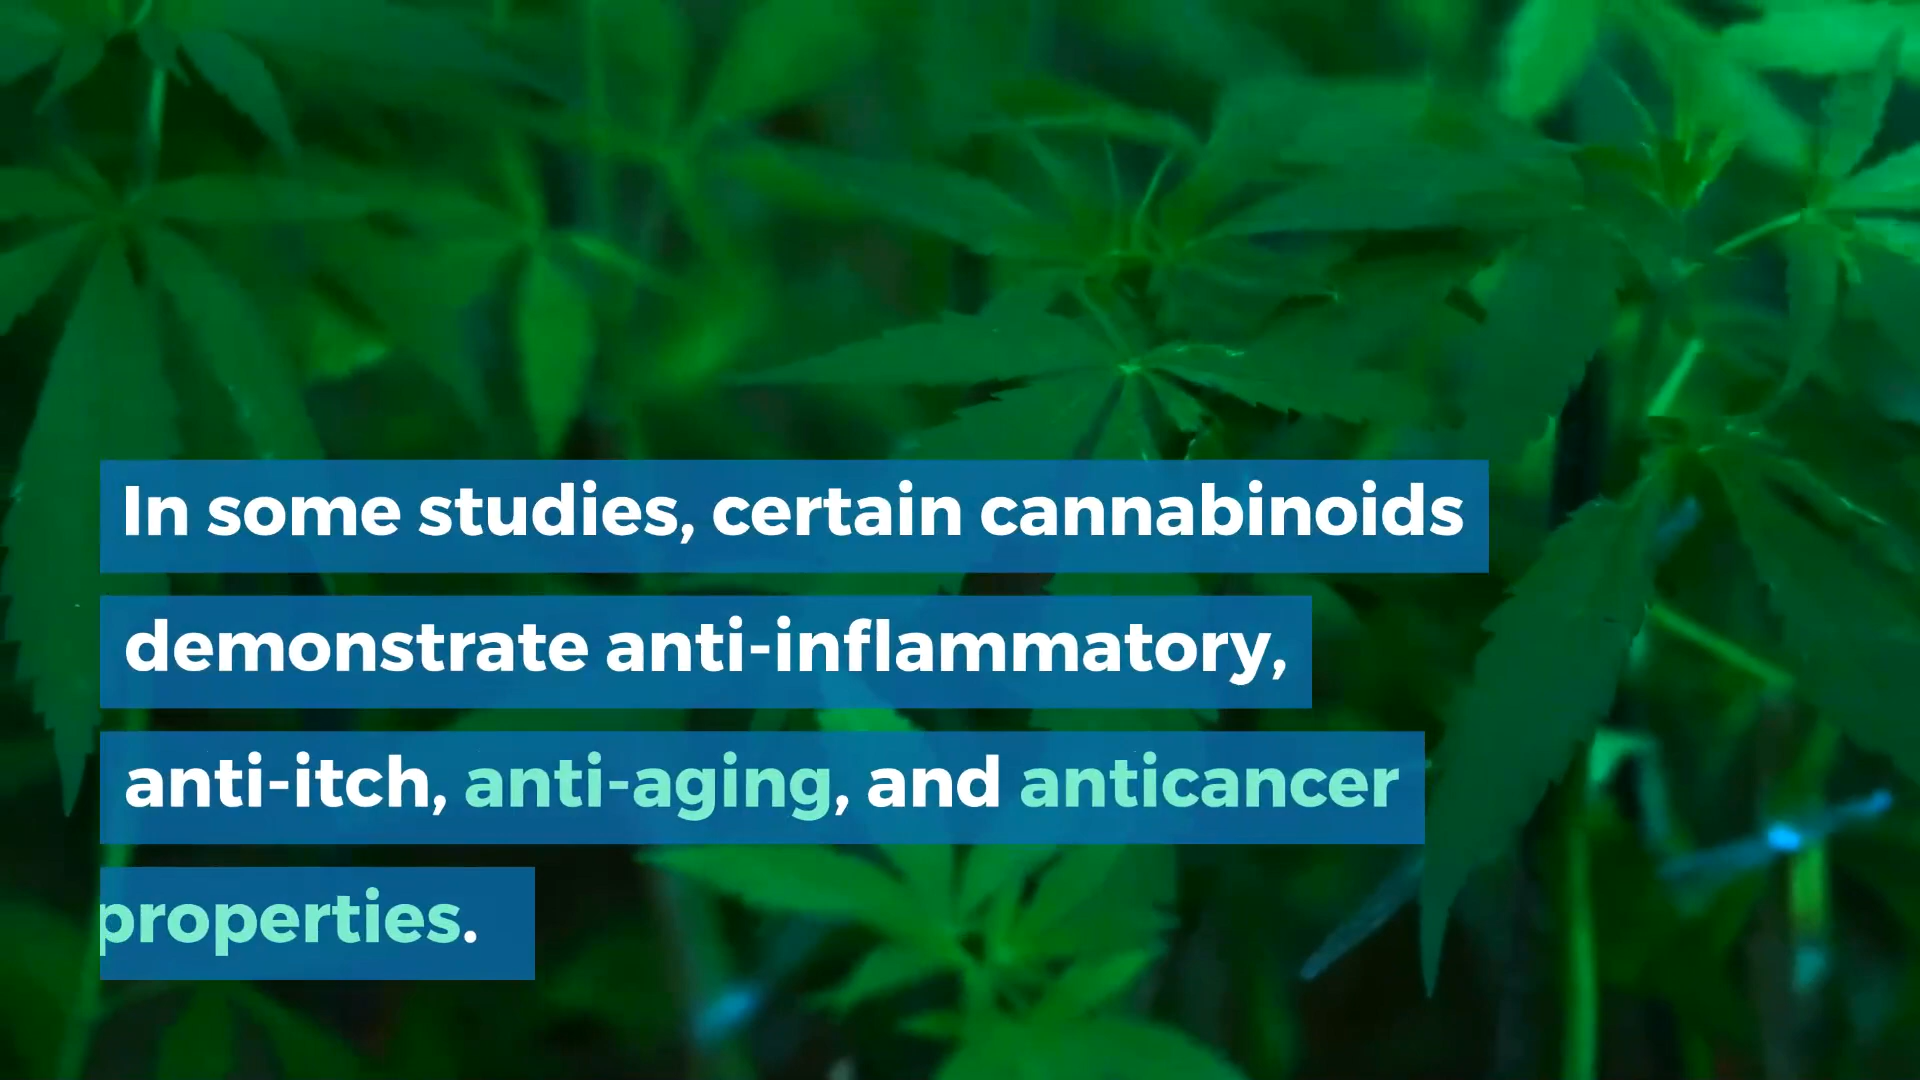 In some studies, certain cannabinoids
demonstrate anti-inflammatory,
anti-itch, anti-aging, and anticancer
properties.